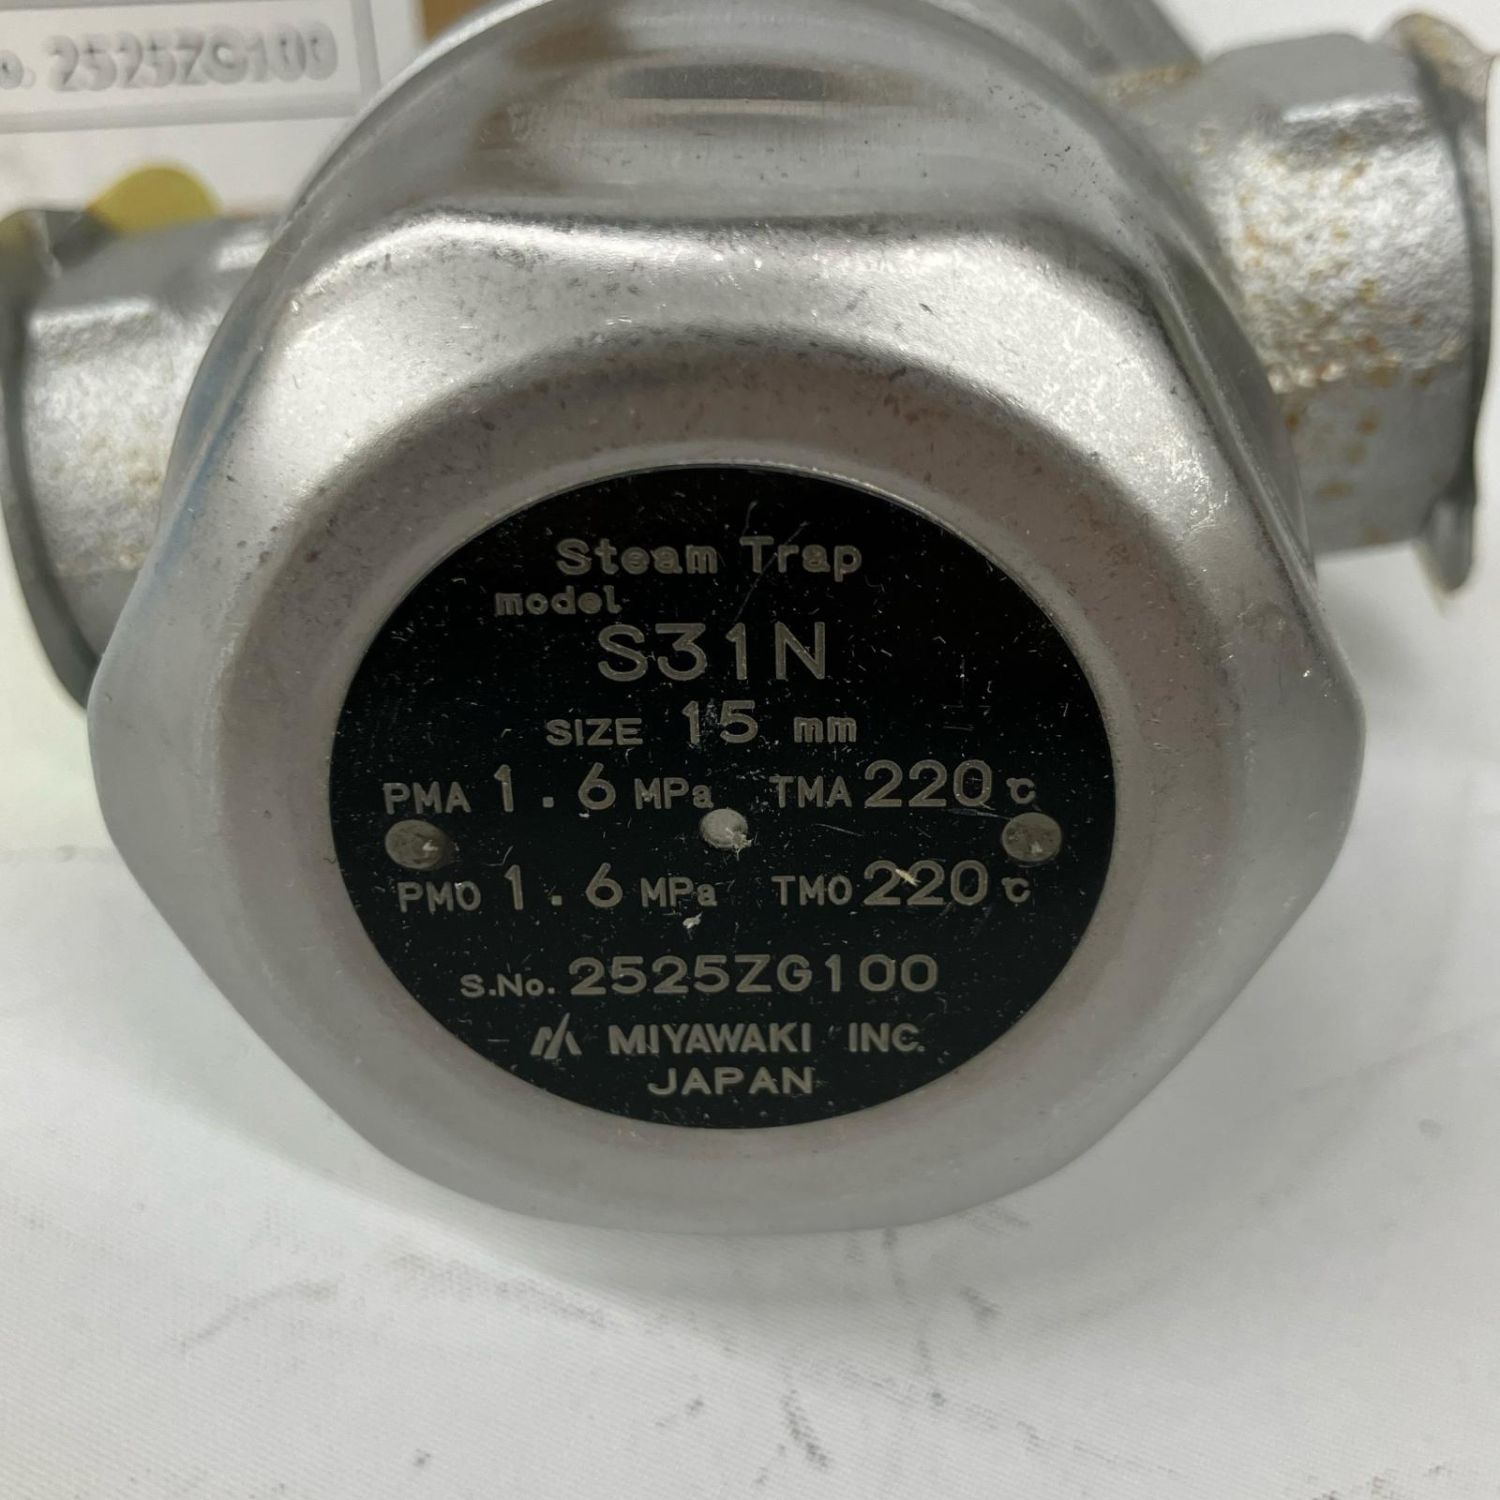 o. 2525ZG100
Steam Trap
model
S31N
SIZE 15 mm
PMA 1.6 MPa TMA 220 ℃
PMO 1.6 MPa TMO 220 ℃
S.No. 2525ZG100
MIYAWAKI INC.
JAPAN